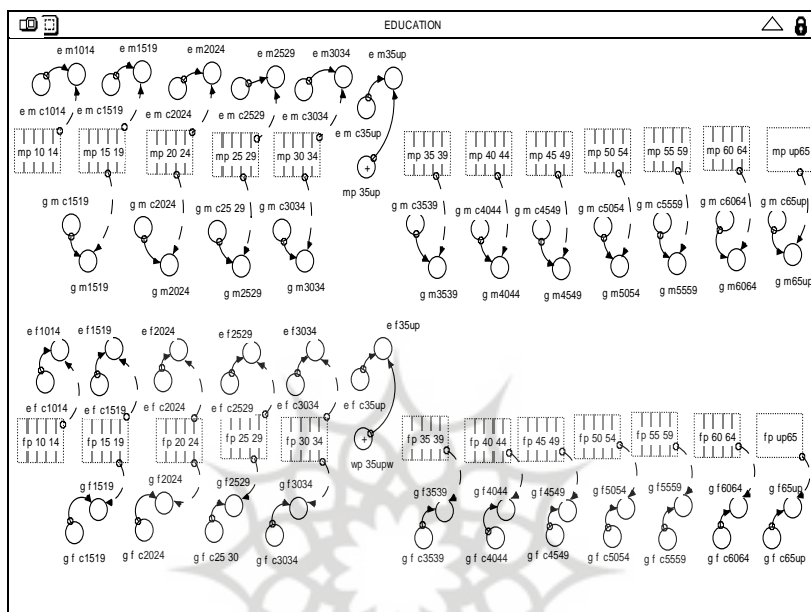 EDUCATION
e m1014 e m1519 e m2024 e m2529 e m3034 e m35up
e m c1014 e m c1519 e m c2024 e m c2529 e m c3034 e m c35up
mp 10 14 mp 15 19 mp 20 24 mp 25 29 mp 30 34 mp 35 39 mp 40 44 mp 45 49 mp 50 54 mp 55 59 mp 60 64 mp up65
+
mp 35up
g m c1519 g m c2024 g m c25 29 g m c3034 g m c3539 g m c4044 g m c4549 g m c5054 g m c5559 g m c6064 g m c65up
g m1519 g m2024 g m2529 g m3034 g m3539 g m4044 g m4549 g m5054 g m5559 g m6064 g m65up
e f1014 e f1519 e f2024 e f2529 e f3034 e f35up
e f c1014 e f c1519 e f c2024 e f c2529 e f c3034 e f c35up
fp 10 14 fp 15 19 fp 20 24 fp 25 29 fp 30 34 fp 35 39 fp 40 44 fp 45 49 fp 50 54 fp 55 59 fp 60 64 fp up65
+
wp 35upw
g f1519 g f2024 g f2529 g f3034 g f3539 g f4044 g f4549 g f5054 g f5559 g f6064 g f65up
g f c1519 g f c2024 g f c25 30 g f c3034 g f c3539 g f c4044 g f c4549 g f c5054 g f c5559 g f c6064 g f c65up